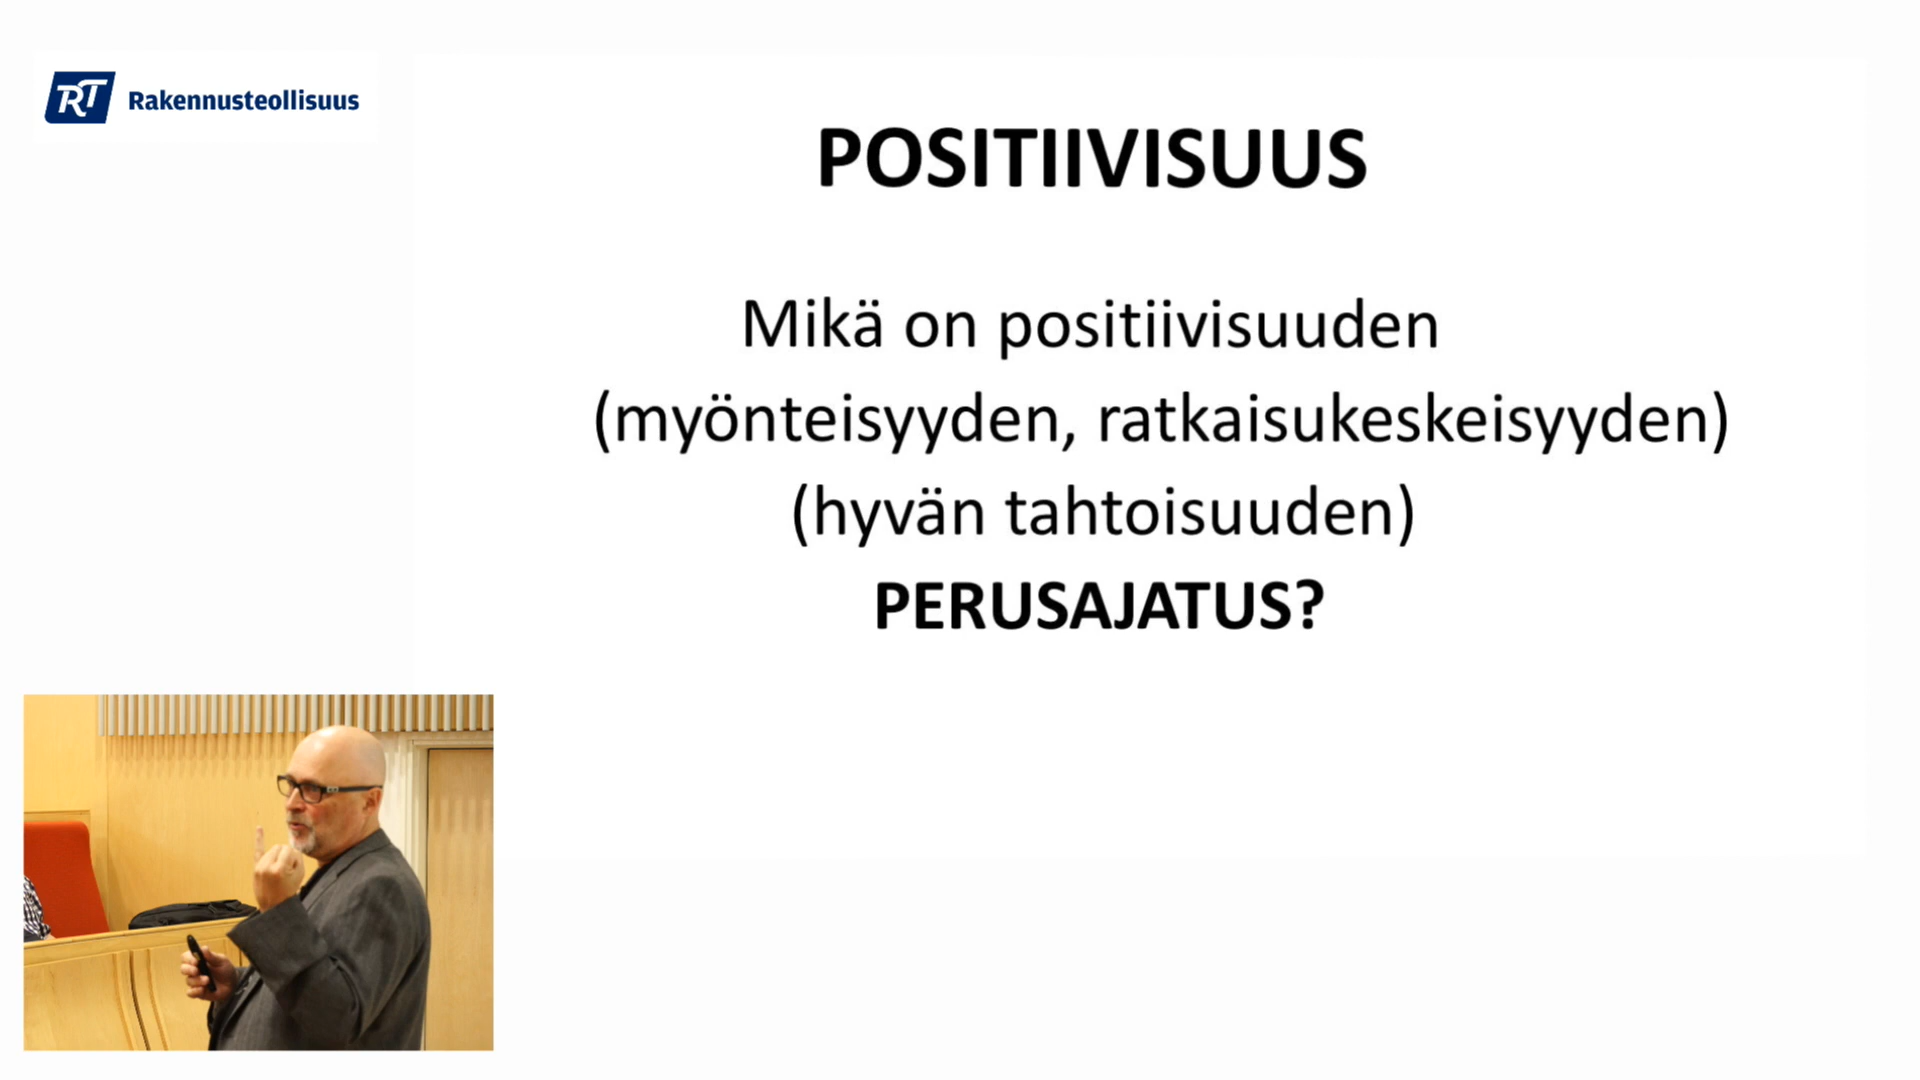 RT Rakennusteollisuus
POSITIIVISUUS
Mikä on positiivisuuden
(myönteisyyden, ratkaisukeskeisyyden)
(hyvän tahtoisuuden)
PERUSAJATUS?